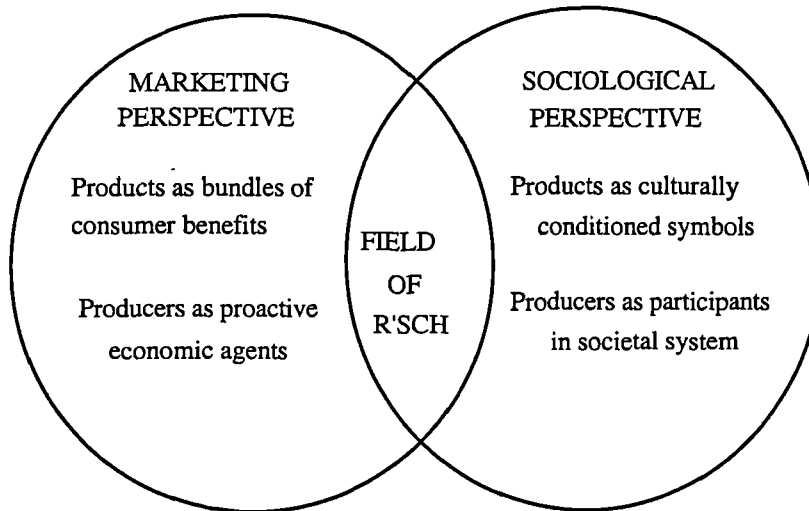 MARKETING
PERSPECTIVE
Products as bundles of
consumer benefits
Producers as proactive
economic agents
FIELD
OF
R'SCH
SOCIOLOGICAL
PERSPECTIVE
Products as culturally
conditioned symbols
Producers as participants
in societal system